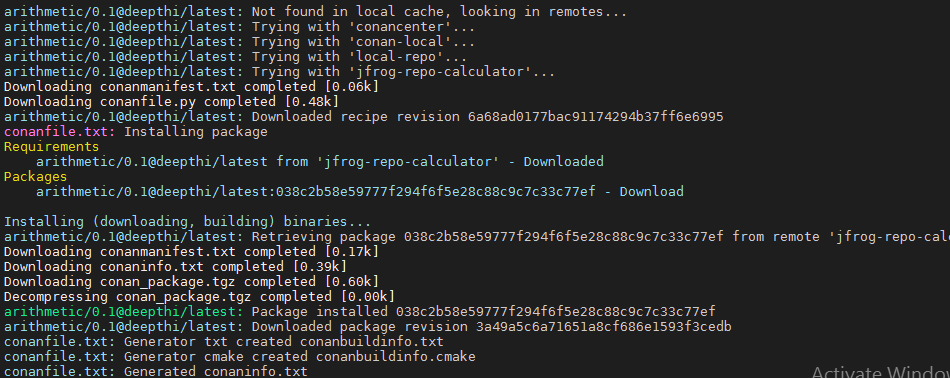 arithmetic/0.1@deepthi/latest: Not found in local cache, looking in remotes...
arithmetic/0.1@deepthi/latest: Trying with 'conancenter'...
arithmetic/0.1@deepthi/latest: Trying with 'conan-local'...
arithmetic/0.1@deepthi/latest: Trying with 'local-repo'...
arithmetic/0.1@deepthi/latest: Trying with 'jfrog-repo-calculator'...
Downloading conanmanifest.txt completed [0.06k]
Downloading conanfile.py completed [0.48k]
arithmetic/0.1@deepthi/latest: Downloaded recipe revision 6a68ad0177bac91174294b37ff6e6995
conanfile.txt: Installing package
Requirements
    arithmetic/0.1@deepthi/latest from 'jfrog-repo-calculator' - Downloaded
Packages
    arithmetic/0.1@deepthi/latest:038c2b58e59777f294f6f5e28c88c9c7c33c77ef - Download
Installing (downloading, building) binaries...
arithmetic/0.1@deepthi/latest: Retrieving package 038c2b58e59777f294f6f5e28c88c9c7c33c77ef from remote 'jfrog-repo-calc
Downloading conanmanifest.txt completed [0.17k]
Downloading conaninfo.txt completed [0.39k]
Downloading conan_package.tgz completed [0.60k]
Decompressing conan_package.tgz completed [0.00k]
arithmetic/0.1@deepthi/latest: Package installed 038c2b58e59777f294f6f5e28c88c9c7c33c77ef
arithmetic/0.1@deepthi/latest: Downloaded package revision 3a49a5c6a71651a8cf686e1593f3cedb
conanfile.txt: Generator txt created conanbuildinfo.txt
conanfile.txt: Generator cmake created conanbuildinfo.cmake
conanfile.txt: Generated conaninfo.txt
Activate Window